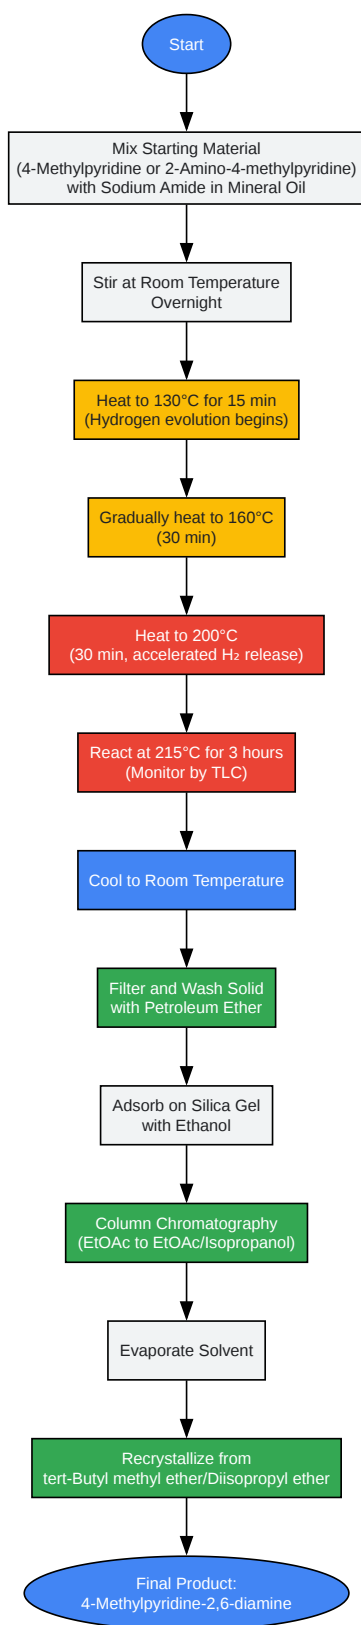 Start
Mix Starting Material
(4-Methylpyridine or 2-Amino-4-methylpyridine)
with Sodium Amide in Mineral Oil
Stir at Room Temperature
Overnight
Heat to 130°C for 15 min
(Hydrogen evolution begins)
Gradually heat to 160°C
(30 min)
Heat to 200°C
(30 min, accelerated H₂ release)
React at 215°C for 3 hours
(Monitor by TLC)
Cool to Room Temperature
Filter and Wash Solid
with Petroleum Ether
Adsorb on Silica Gel
with Ethanol
Column Chromatography
(EtOAc to EtOAc/Isopropanol)
Evaporate Solvent
Recrystallize from
tert-Butyl methyl ether/Diisopropyl ether
Final Product:
4-Methylpyridine-2,6-diamine